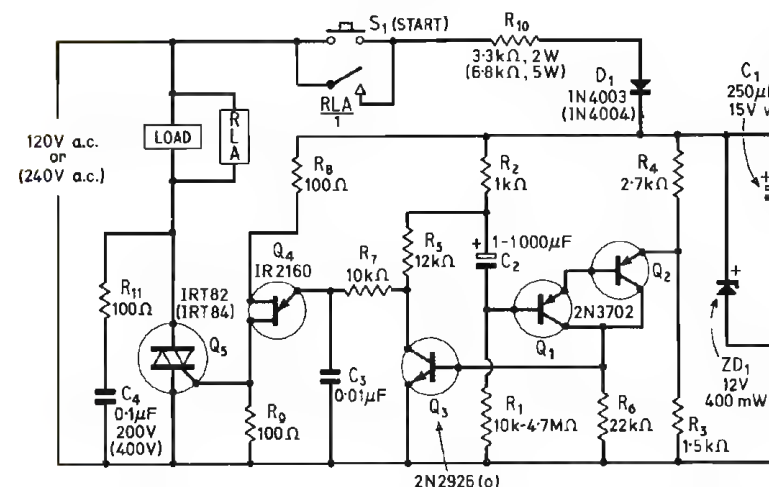 S1 (START)
R10
3·3kΩ, 2W
(6·8kΩ, 5W)
RLA
1
D1
1N4003
(1N4004)
C1
15V
120V a.c.
or
(240V a.c.)
LOAD
RLA
R8
100Ω
R2
1kΩ
R4
2·7kΩ
R11
100Ω
IRT82
(IRT84)
Q5
Q4
IR2160
R7
10kΩ
R5
12kΩ
+
1-1000μF
C2
Q2
2N3702
Q1
+
ZD1
12V
400mW
C4
0·1μF
200V
(400V)
C3
0·01μF
R9
100Ω
Q3
R1
10k-4·7MΩ
R6
22kΩ
R3
1·5kΩ
2N2926(o)